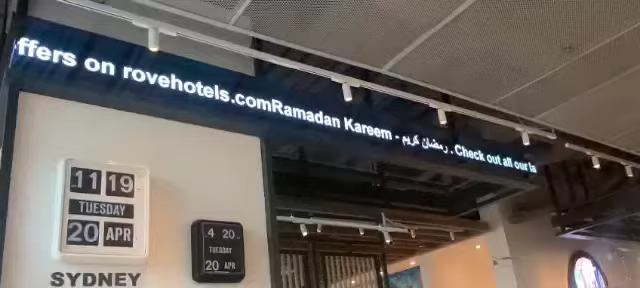 ffers on rovehotels.comRamadan Kareem - رمضان كريم . Check out all our la
11 19
TUESDAY
20 APR
SYDNEY
4 20
TUESDAY
20 APR